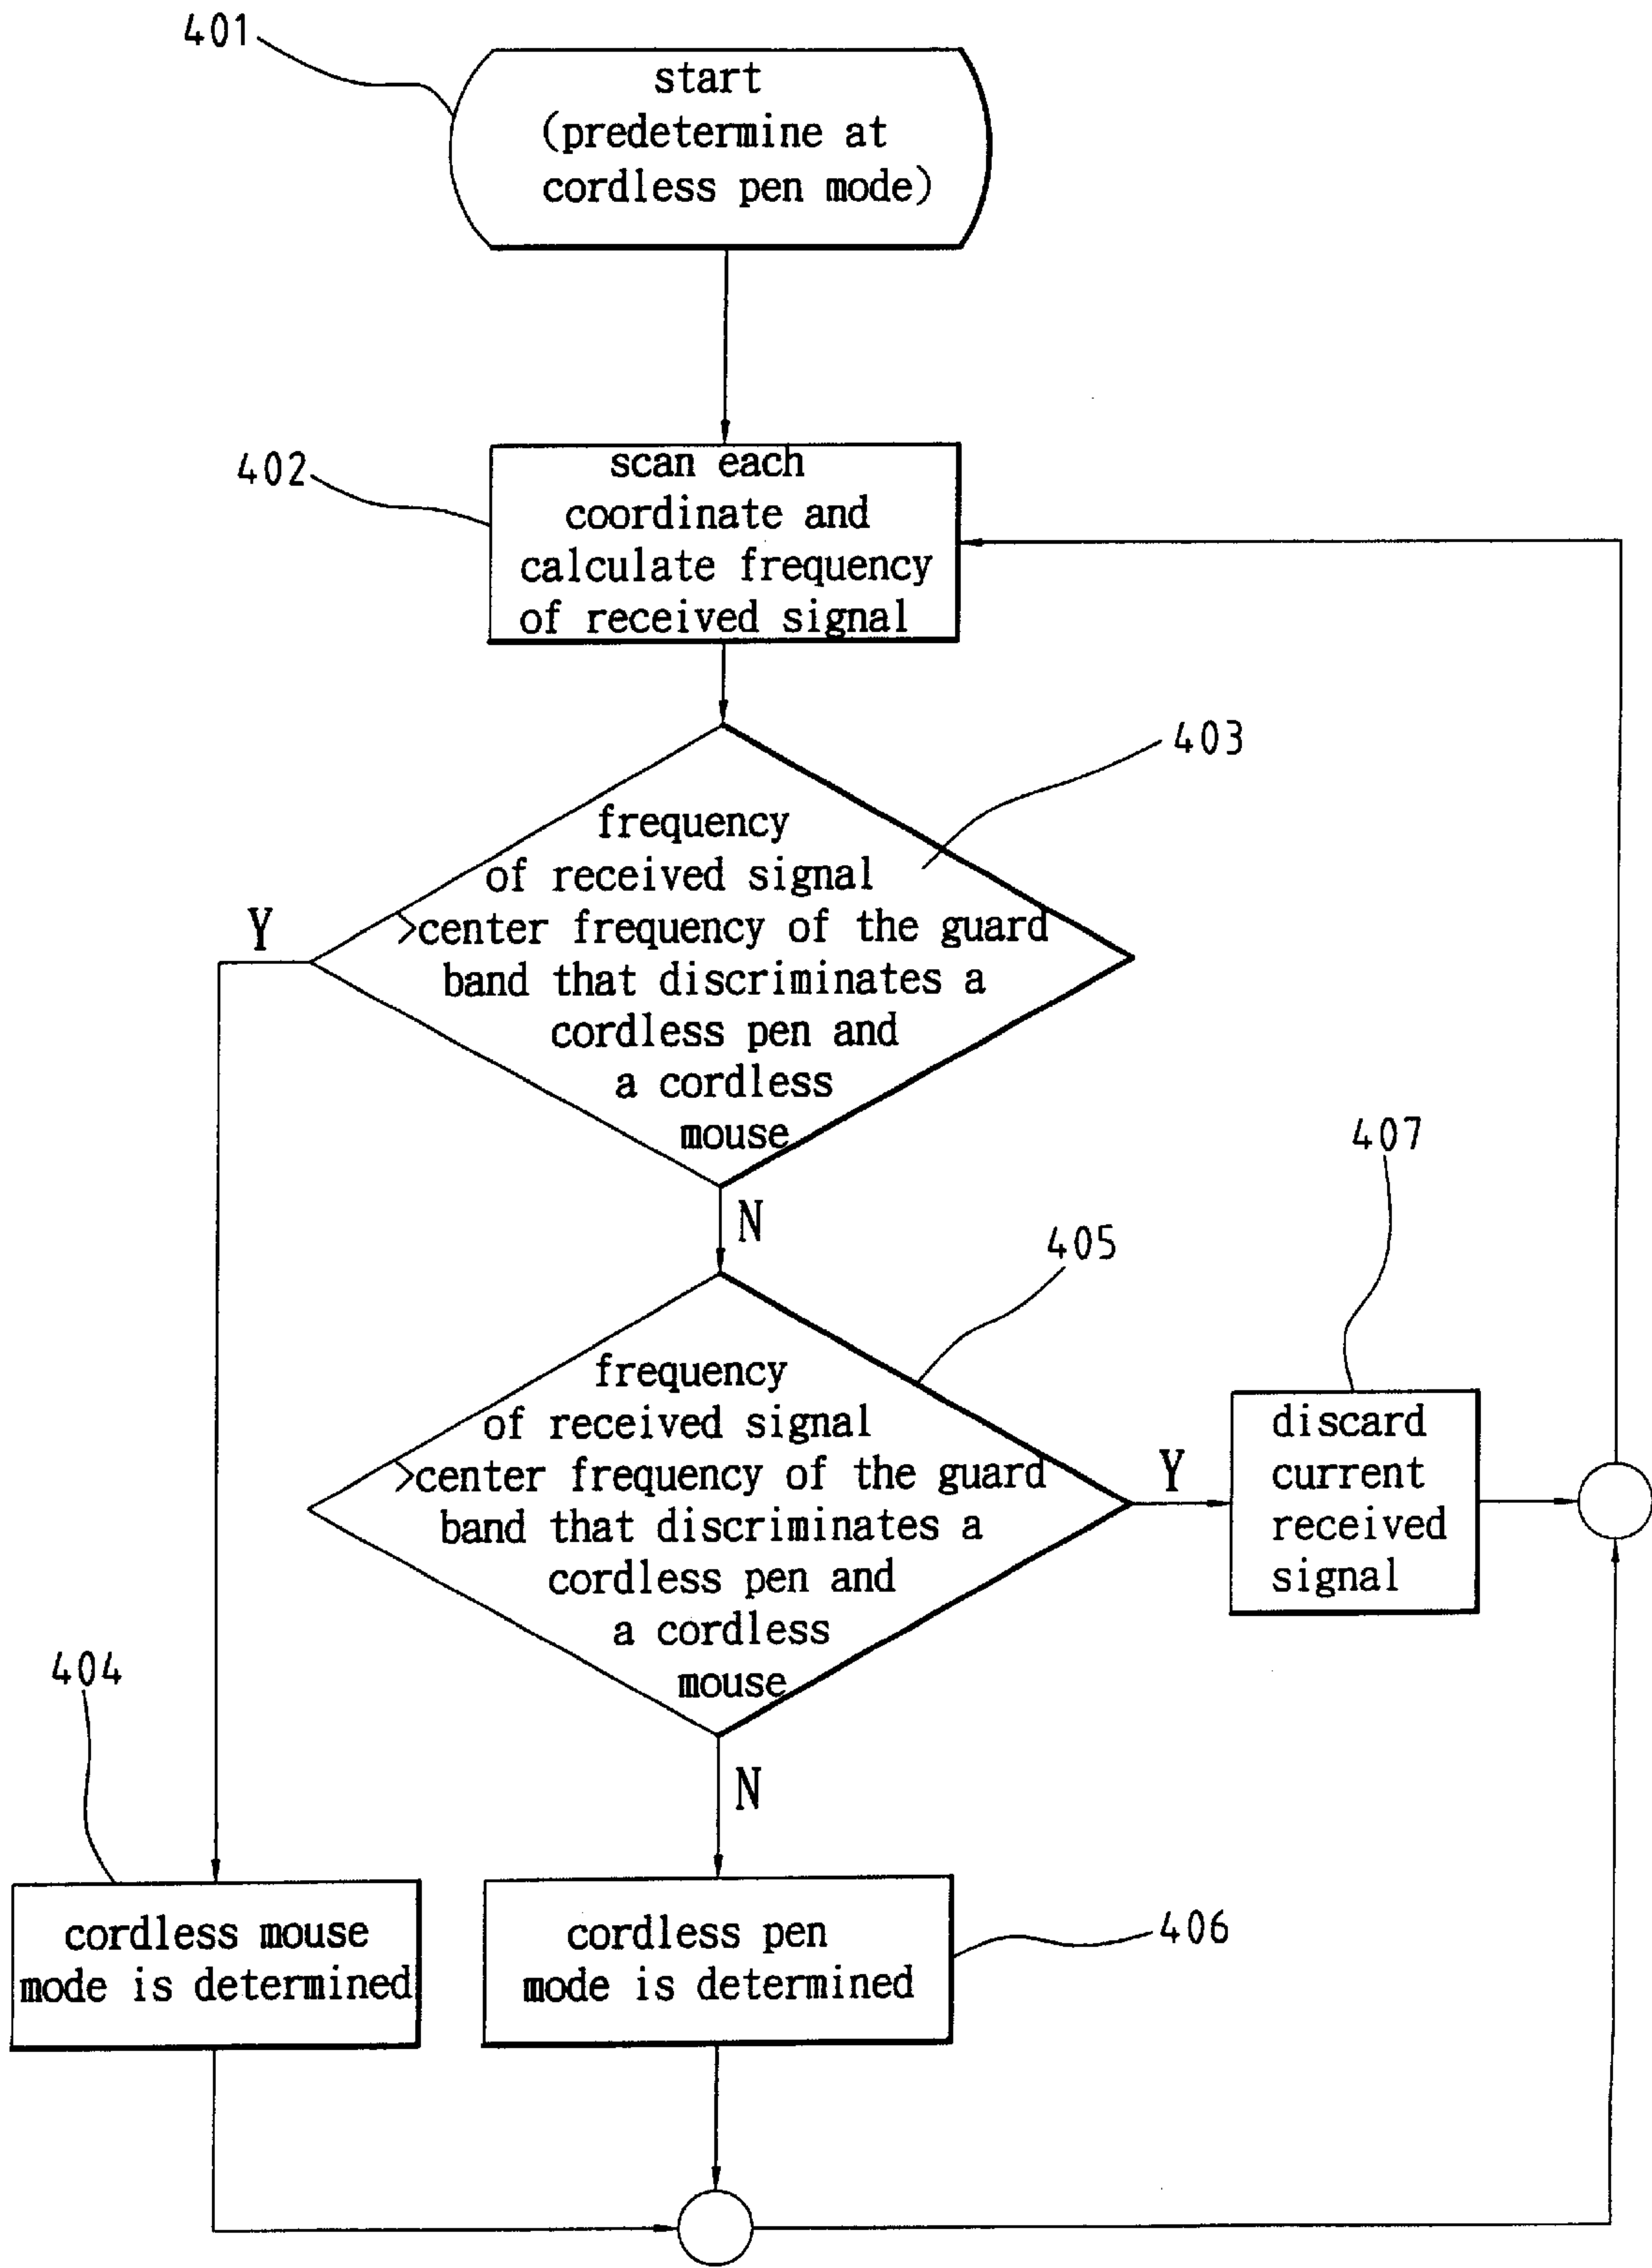 401
start
(predetermine at
cordless pen mode)
402
scan each
coordinate and
calculate frequency
of received signal
403
frequency
of received signal
>center frequency of the guard
band that discriminates a
cordless pen and
a cordless
mouse
Y
N
405
407
frequency
of received signal
>center frequency of the guard
band that discriminates a
cordless pen and
a cordless
mouse
Y
discard
current
received
signal
N
404
cordless mouse
mode is determined
cordless pen
mode is determined
406